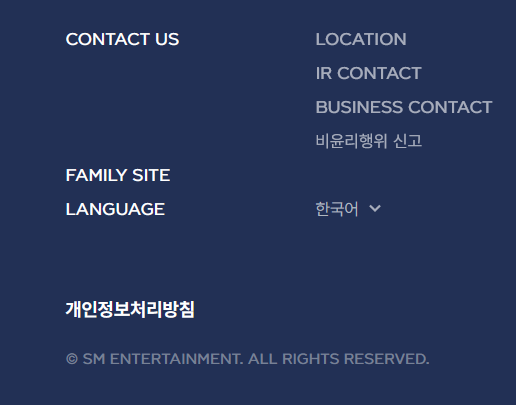 CONTACT US
LOCATION
IR CONTACT
BUSINESS CONTACT
비윤리행위 신고
FAMILY SITE
LANGUAGE
한국어
개인정보처리방침
© SM ENTERTAINMENT. ALL RIGHTS RESERVED.